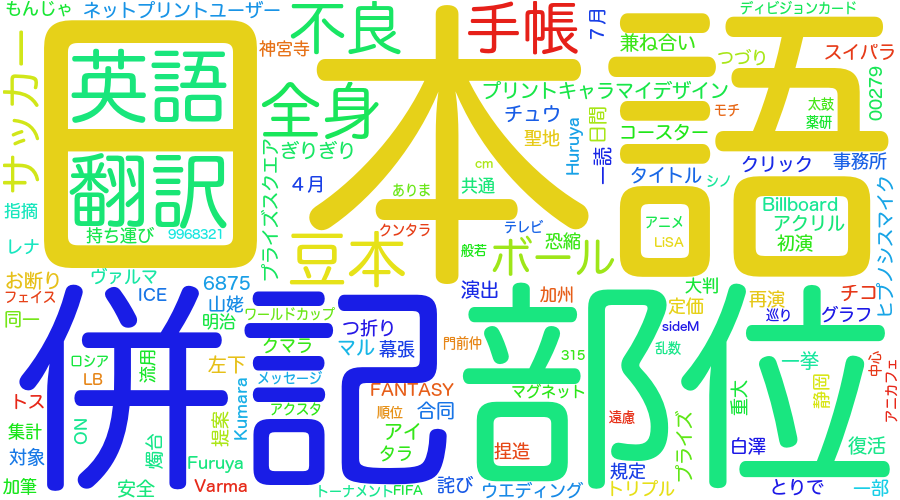 もんじゃ
ネットプリントユーザー
不良
手帳
7月
ディビジョンカード
兼ね合い
スイパラ
神宮寺
日本語
英語
翻訳
サッカー
全身
ぎりぎり
プリントキャラマイデザイン
つづり
モチ
00279
チュウ
聖地
日間
コースター
太鼓
薬研
Huruya
一読
クリック
事務所
cm
共通
タイトル
シノ
4月
ありま
クンタラ
テレビ
アニメ
LiSA
Billboard
アクリル
初演
ヒプノシスマイク
指摘
レナ
持ち運び
9968321
プライズスクエア
豆本
ボール
般若
恐縮
お断り
フェイス
同一
ヴァルマ
ICE
6875
山姥
明治
ワールドカップ
演出
加州
定価
大判
再演
巡り
グラフ
チコ
併記
部位
つ折り
クマラ
マル
幕張
門前仲
315
sideM
乱数
一挙
中心
アニカフェ
ロシア
LB
流用
左下
メッセージ
FANTASY
マグネット
静岡
重大
トス
ON
Kumara
提案
アクスタ
順位
合同
遠慮
プライズ
集計
対象
燭台
Furuya
アイ
タラ
捏造
規定
白澤
復活
加筆
安全
Varma
トーナメント
FIFA
詫び
ウエディング
トリプル
とりで
一部